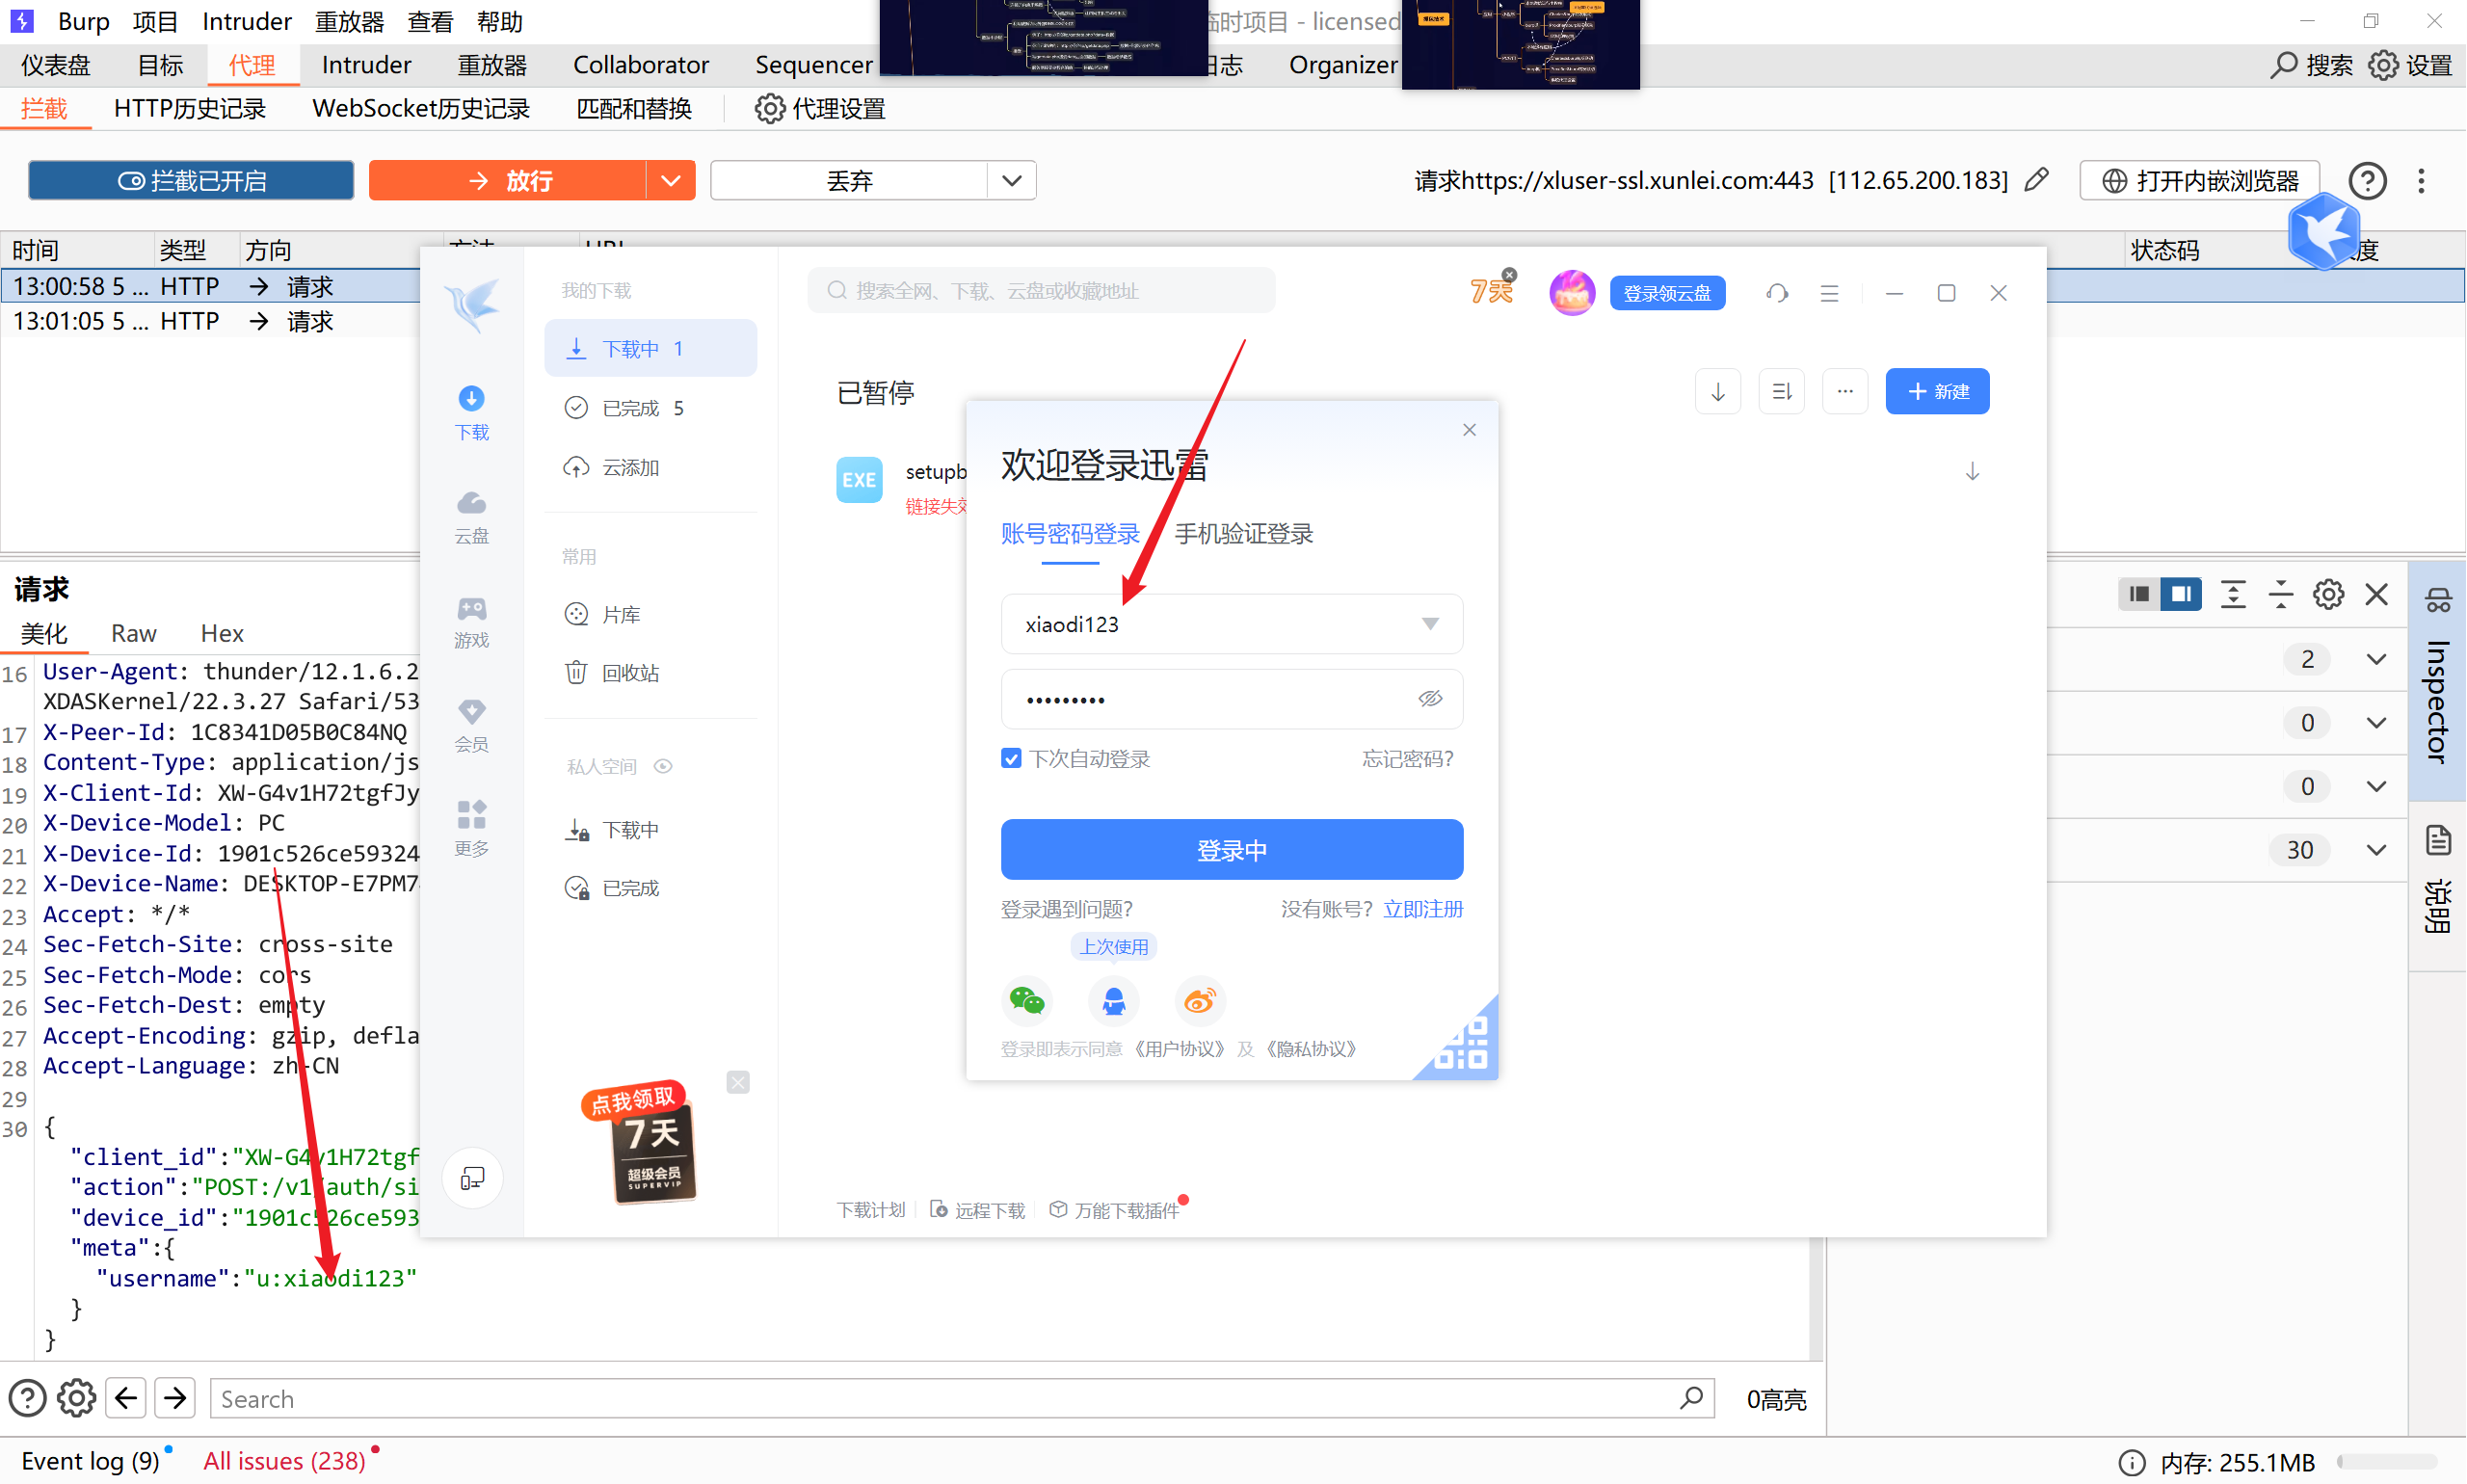 Burp 项目 Intruder 重放器 查看 帮助
临时项目 - licensed
仪表盘 目标 代理 Intruder 重放器 Collaborator Sequencer 日志 Organizer 搜索 设置
拦截 HTTP历史记录 WebSocket历史记录 匹配和替换 代理设置
拦截已开启 放行 丢弃 请求https://xluser-ssl.xunlei.com:443 [112.65.200.183] 打开内嵌浏览器
时间 类型 方向 方法 URL 状态码 度
13:00:58 5 ... HTTP 请求
13:01:05 5 ... HTTP 请求
我的下载
搜索全网、下载、云盘或收藏地址
7天
登录领云盘
下载中 1
已完成 5
云添加
常用
片库
回收站
私人空间
下载中
已完成
下载
云盘
游戏
会员
更多
已暂停
新建
EXE
setupb
链接失效
欢迎登录迅雷
账号密码登录 手机验证登录
xiaodi123
•••••••••
下次自动登录 忘记密码?
登录中
登录遇到问题? 没有账号? 立即注册
上次使用
登录即表示同意《用户协议》及《隐私协议》
点我领取
7天
超级会员
SUPERVIP
下载计划 远程下载 万能下载插件
请求
美化 Raw Hex
16 User-Agent: thunder/12.1.6.2
XDASKernel/22.3.27 Safari/53
17 X-Peer-Id: 1C8341D05B0C84NQ
18 Content-Type: application/js
19 X-Client-Id: XW-G4v1H72tgfJy
20 X-Device-Model: PC
21 X-Device-Id: 1901c526ce59324
22 X-Device-Name: DESKTOP-E7PM7
23 Accept: */*
24 Sec-Fetch-Site: cross-site
25 Sec-Fetch-Mode: cors
26 Sec-Fetch-Dest: empty
27 Accept-Encoding: gzip, defla
28 Accept-Language: zh-CN
29
30 {
"client_id":"XW-G4v1H72tgf
"action":"POST:/v1/auth/si
"device_id":"1901c526ce593
"meta":{
"username":"u:xiaodi123"
}
}
2
0
0
30
Inspector
说明
Search
0高亮
Event log (9) All issues (238) 内存: 255.1MB